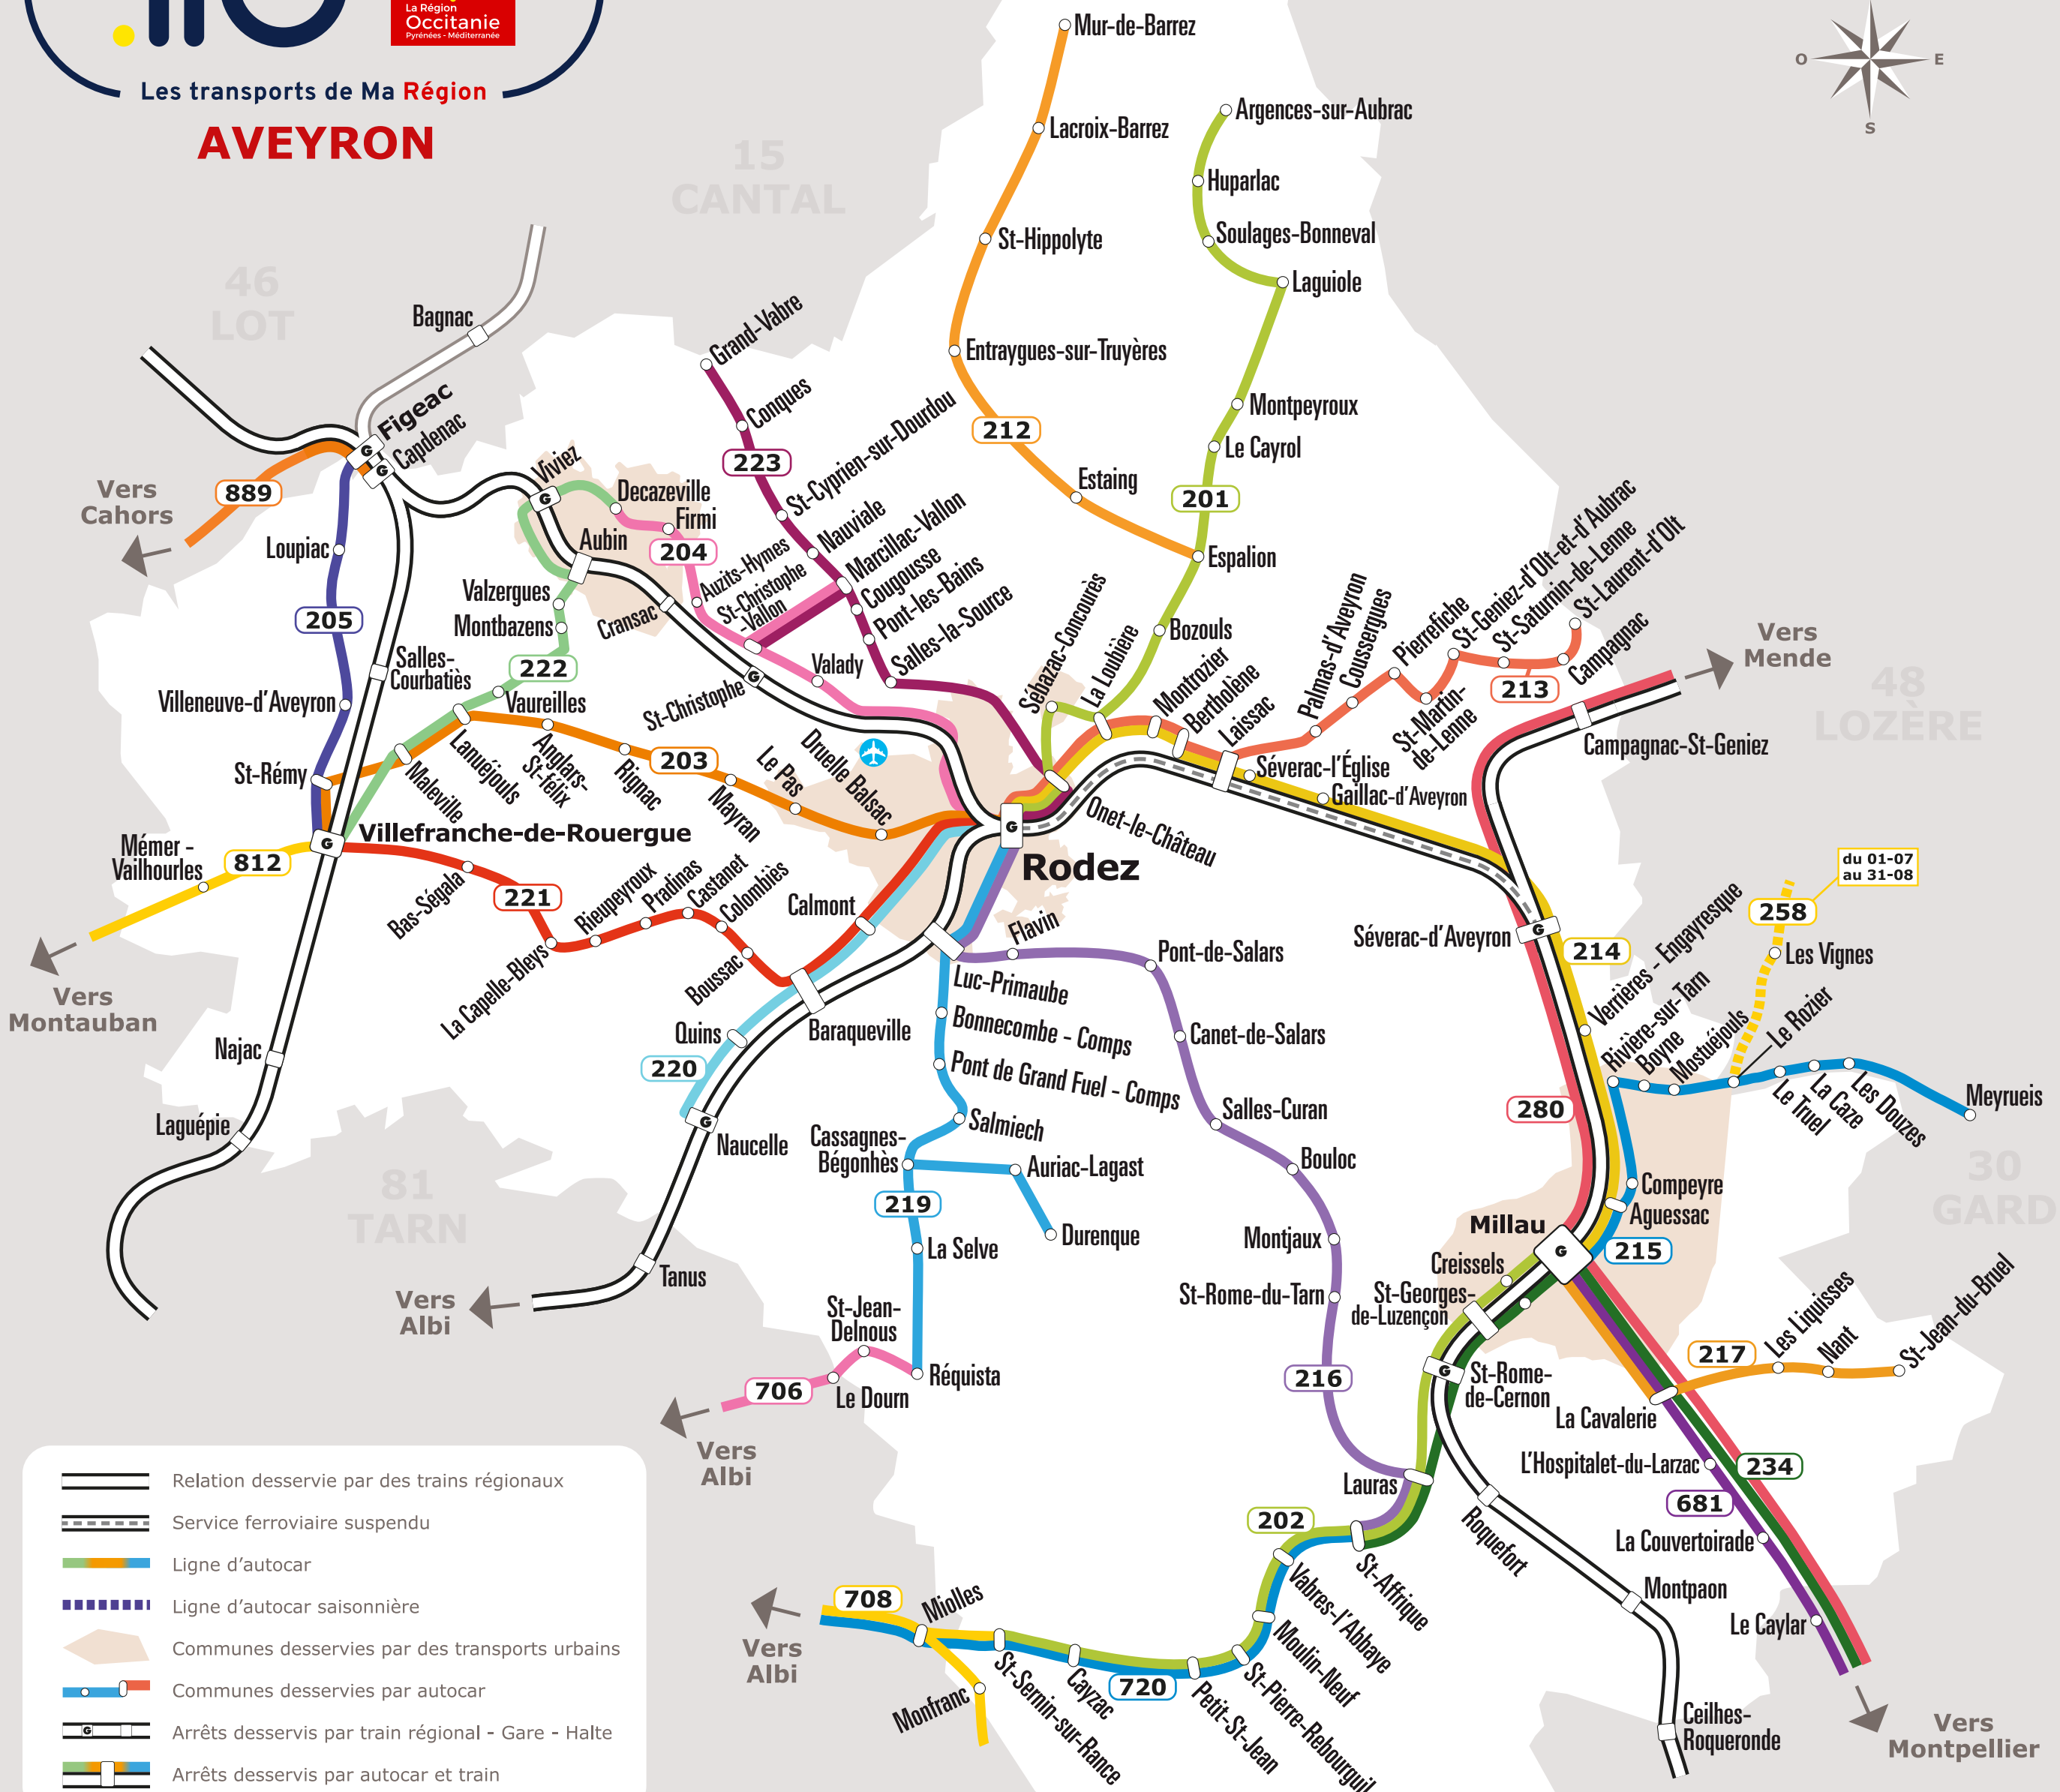 La Région
Occitanie
Pyrénées - Méditerranée
Les transports de Ma Région
AVEYRON
O
E
S
15
CANTAL
46
LOT
48
LOZÈRE
30
GARD
81
TARN
Mur-de-Barrez
Lacroix-Barrez
St-Hippolyte
Entraygues-sur-Truyères
212
Estaing
Argences-sur-Aubrac
Huparlac
Soulages-Bonneval
Laguiole
Montpeyroux
Le Cayrol
201
Espalion
Bozouls
La Loubière
Sébazac-Concourès
Bagnac
Figeac
Capdenac
889
Vers
Cahors
Loupiac
205
Villeneuve-d'Aveyron
Salles-
Courbatiès
St-Rémy
Viviez
Decazeville
Firmi
Aubin
204
Valzergues
Montbazens
222
Cransac
Auzits-Hymes
St-Christophe
-Vallon
Valady
St-Christophe
Grand-Vabre
Conques
223
St-Cyprien-sur-Dourdou
Nauviale
Marcillac-Vallon
Cougousse
Pont-les-Bains
Salles-la-Source
Vaureilles
Lanuéjouls
Maleville
Anglars-
St-félix
Rignac
203
Mayran
Le Pas
Druelle Balsac
Montrozier
Bertholène
Laissac
Palmas-d'Aveyron
Coussergues
Pierrefiche
St-Martin-
de-Lenne
St-Geniez-d'Olt-et-d'Aubrac
St-Saturnin-de-Lenne
St-Laurent-d'Olt
213
Campagnac
Campagnac-St-Geniez
Vers
Mende
Séverac-l'Église
Gaillac-d'Aveyron
Onet-le-Château
Rodez
Villefranche-de-Rouergue
Mémer -
Vailhourles
812
Vers
Montauban
Bas-Ségala
221
La Capelle-Bleys
Rieupeyroux
Pradinas
Castanet
Colombiès
Boussac
Calmont
Baraqueville
Quins
220
Naucelle
Najac
Laguépie
Tanus
Vers
Albi
Flavin
Luc-Primaube
Bonnecombe - Comps
Pont de Grand Fuel - Comps
Salmiech
Cassagnes-
Bégonhès
Auriac-Lagast
219
Durenque
La Selve
St-Jean-
Delnous
Réquista
706
Le Dourn
Vers
Albi
Pont-de-Salars
Canet-de-Salars
Salles-Curan
Bouloc
Montjaux
St-Rome-du-Tarn
216
Lauras
Séverac-d'Aveyron
214
du 01-07
au 31-08
258
Les Vignes
Verrières - Engayresque
Rivière-sur-Tarn
Boyne
Mostuéjouls
Le Rozier
Le Truel
La Caze
Les Douzes
Meyrueis
280
Compeyre
Aguessac
215
Millau
Creissels
St-Georges-
de-Luzençon
St-Rome-
de-Cernon
217
Les Liquisses
Nant
St-Jean-du-Bruel
La Cavalerie
L'Hospitalet-du-Larzac
234
681
La Couvertoirade
Le Caylar
Roquefort
Montpaon
Ceilhes-
Roqueronde
Vers
Montpellier
202
St-Affrique
Vabres-l'Abbaye
Moulin-Neuf
St-Pierre-Rebourguil
Petit-St-Jean
720
Cayzac
St-Sernin-sur-Rance
Miolles
708
Monfranc
Vers
Albi
G
G
G
G
G
G
G
G
G
G
Relation desservie par des trains régionaux
Service ferroviaire suspendu
Ligne d'autocar
Ligne d'autocar saisonnière
Communes desservies par des transports urbains
Communes desservies par autocar
G
Arrêts desservis par train régional - Gare - Halte
Arrêts desservis par autocar et train